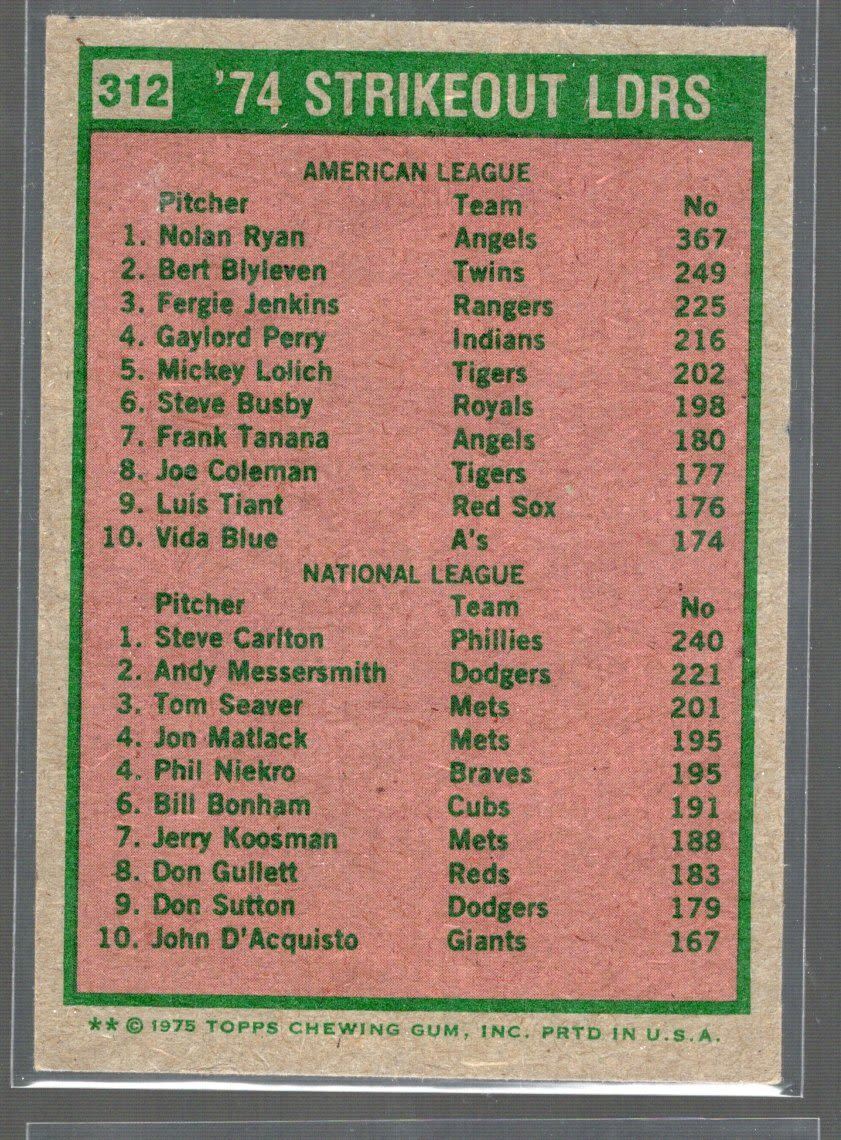 312 '74 STRIKEOUT LDRS
AMERICAN LEAGUE
Pitcher Team No
1. Nolan Ryan Angels 367
2. Bert Blyleven Twins 249
3. Fergie Jenkins Rangers 225
4. Gaylord Perry Indians 216
5. Mickey Lolich Tigers 202
6. Steve Busby Royals 198
7. Frank Tanana Angels 180
8. Joe Coleman Tigers 177
9. Luis Tiant Red Sox 176
10. Vida Blue A's 174
NATIONAL LEAGUE
Pitcher Team No
1. Steve Carlton Phillies 240
2. Andy Messersmith Dodgers 221
3. Tom Seaver Mets 201
4. Jon Matlack Mets 195
4. Phil Niekro Braves 195
6. Bill Bonham Cubs 191
7. Jerry Koosman Mets 188
8. Don Gullett Reds 183
9. Don Sutton Dodgers 179
10. John D'Acquisto Giants 167
** © 1975 TOPPS CHEWING GUM, INC. PRTD IN U.S.A.